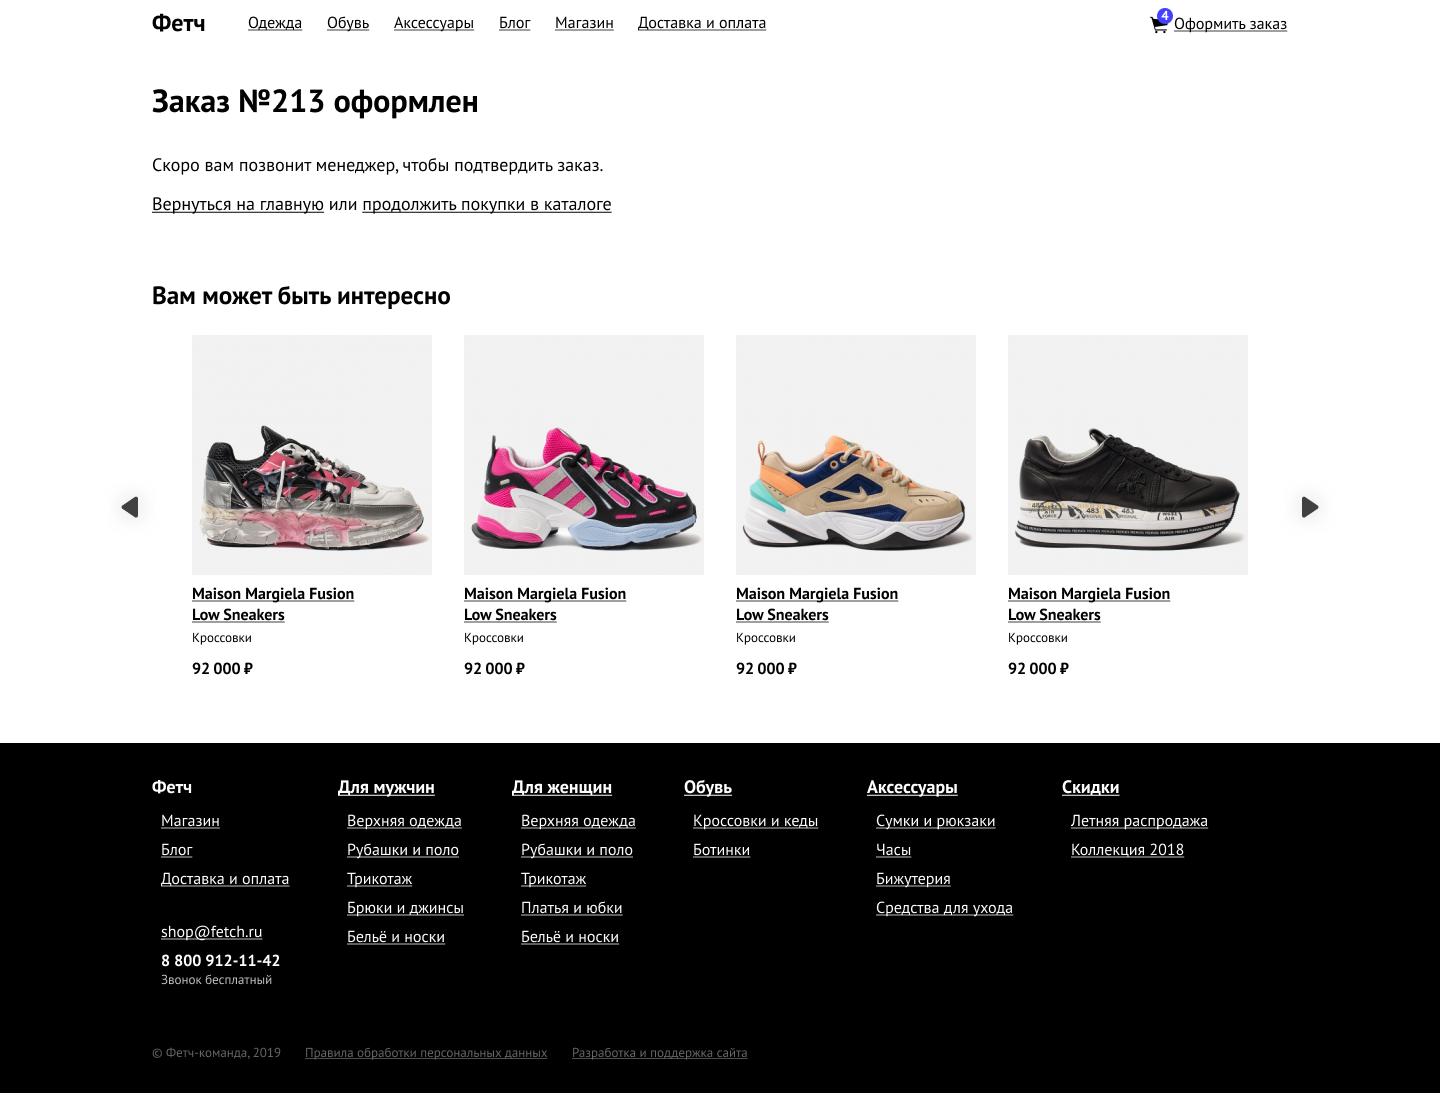 Фетч
Одежда
Обувь
Аксессуары
Блог
Магазин
Доставка и оплата
4
Оформить заказ
Заказ №213 оформлен
Скоро вам позвонит менеджер, чтобы подтвердить заказ.
Вернуться на главную или продолжить покупки в каталоге
Вам может быть интересно
Maison Margiela Fusion
Low Sneakers
Кроссовки
92 000 ₽
Maison Margiela Fusion
Low Sneakers
Кроссовки
92 000 ₽
Maison Margiela Fusion
Low Sneakers
Кроссовки
92 000 ₽
483
483
Maison Margiela Fusion
Low Sneakers
Кроссовки
92 000 ₽
Фетч
Магазин
Блог
Доставка и оплата
shop@fetch.ru
8 800 912-11-42
Звонок бесплатный
Для мужчин
Верхняя одежда
Рубашки и поло
Трикотаж
Брюки и джинсы
Бельё и носки
Для женщин
Верхняя одежда
Рубашки и поло
Трикотаж
Платья и юбки
Бельё и носки
Обувь
Кроссовки и кеды
Ботинки
Аксессуары
Сумки и рюкзаки
Часы
Бижутерия
Средства для ухода
Скидки
Летняя распродажа
Коллекция 2018
© Фетч-команда, 2019
Правила обработки персональных данных
Разработка и поддержка сайта